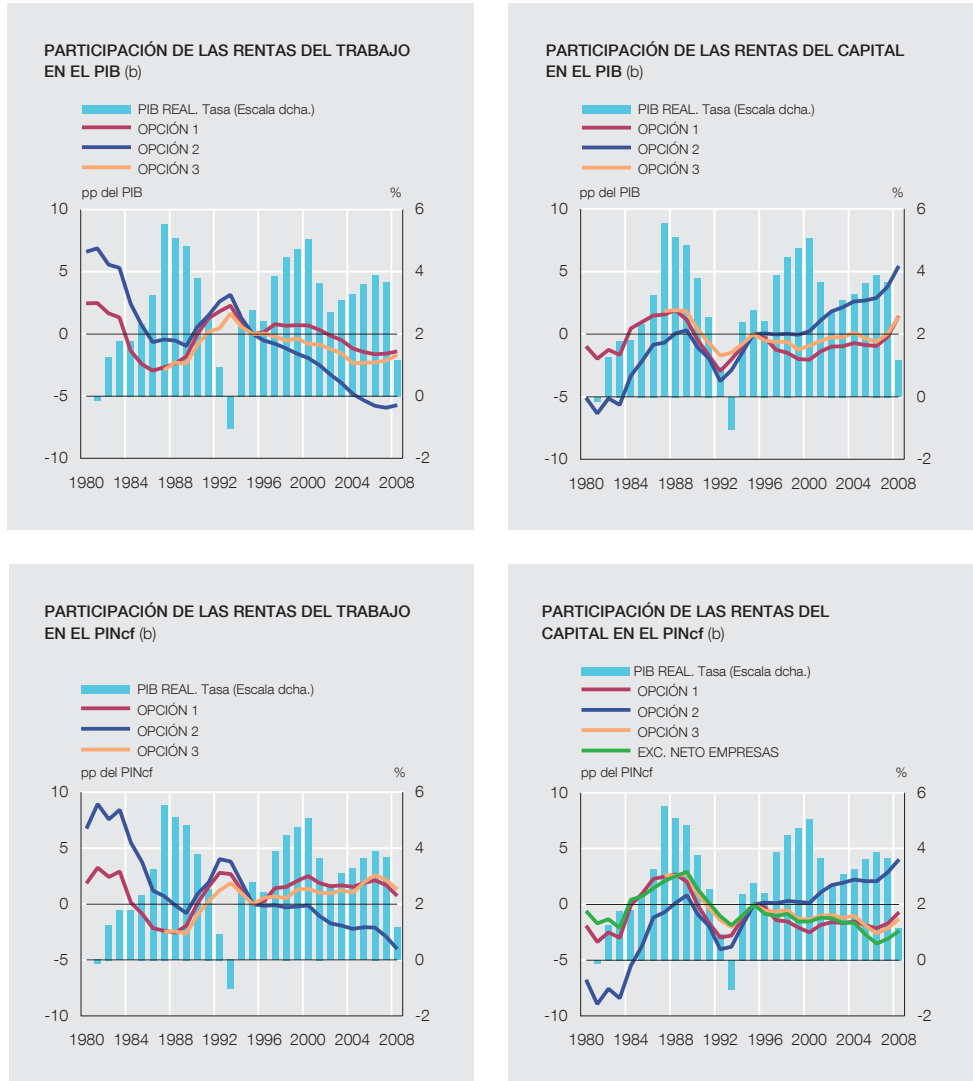 PARTICIPACIÓN DE LAS RENTAS DEL TRABAJO
EN EL PIB (b)
PIB REAL. Tasa (Escala dcha.)
OPCIÓN 1
OPCIÓN 2
OPCIÓN 3
pp del PIB %
10 6
5 4
0 2
-5 0
-10 -2
1980 1984 1988 1992 1996 2000 2004 2008
PARTICIPACIÓN DE LAS RENTAS DEL CAPITAL
EN EL PIB (b)
PIB REAL. Tasa (Escala dcha.)
OPCIÓN 1
OPCIÓN 2
OPCIÓN 3
pp del PIB %
10 6
5 4
0 2
-5 0
-10 -2
1980 1984 1988 1992 1996 2000 2004 2008
PARTICIPACIÓN DE LAS RENTAS DEL TRABAJO
EN EL PINcf (b)
PIB REAL. Tasa (Escala dcha.)
OPCIÓN 1
OPCIÓN 2
OPCIÓN 3
pp del PINcf %
10 6
5 4
0 2
-5 0
-10 -2
1980 1984 1988 1992 1996 2000 2004 2008
PARTICIPACIÓN DE LAS RENTAS DEL
CAPITAL EN EL PINcf (b)
PIB REAL. Tasa (Escala dcha.)
OPCIÓN 1
OPCIÓN 2
OPCIÓN 3
EXC. NETO EMPRESAS
pp del PINcf %
10 6
5 4
0 2
-5 0
-10 -2
1980 1984 1988 1992 1996 2000 2004 2008